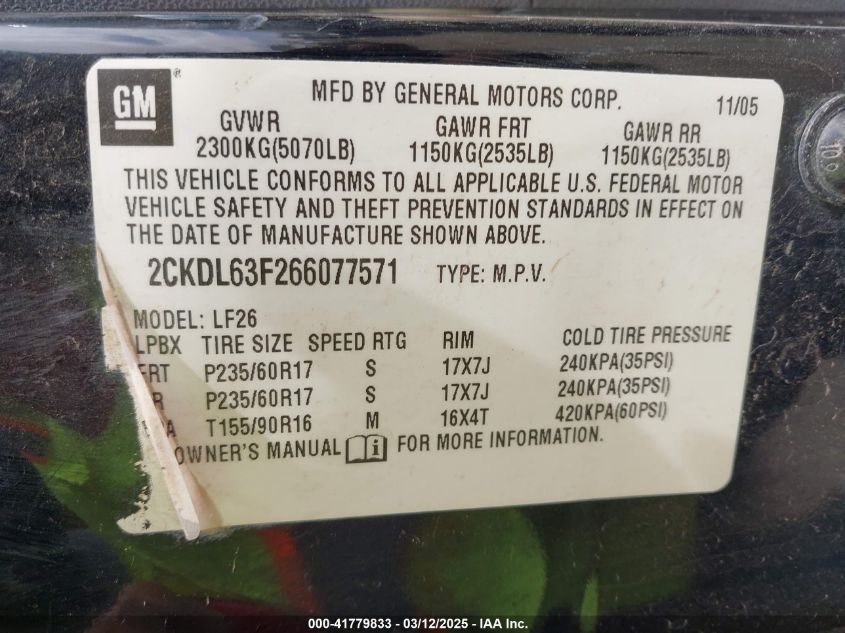 GM
MFD BY GENERAL MOTORS CORP. 11/05
GVWR GAWR FRT GAWR RR
2300KG(5070LB) 1150KG(2535LB) 1150KG(2535LB)
THIS VEHICLE CONFORMS TO ALL APPLICABLE U.S. FEDERAL MOTOR
VEHICLE SAFETY AND THEFT PREVENTION STANDARDS IN EFFECT ON
THE DATE OF MANUFACTURE SHOWN ABOVE.
2CKDL63F266077571 TYPE: M.P.V.
MODEL: LF26
LPBX TIRE SIZE SPEED RTG RIM COLD TIRE PRESSURE
FRT P235/60R17 S 17X7J 240KPA(35PSI)
R P235/60R17 S 17X7J 240KPA(35PSI)
A T155/90R16 M 16X4T 420KPA(60PSI)
OWNER'S MANUAL i FOR MORE INFORMATION.
10.9
000-41779833 - 03/12/2025 - IAA Inc.